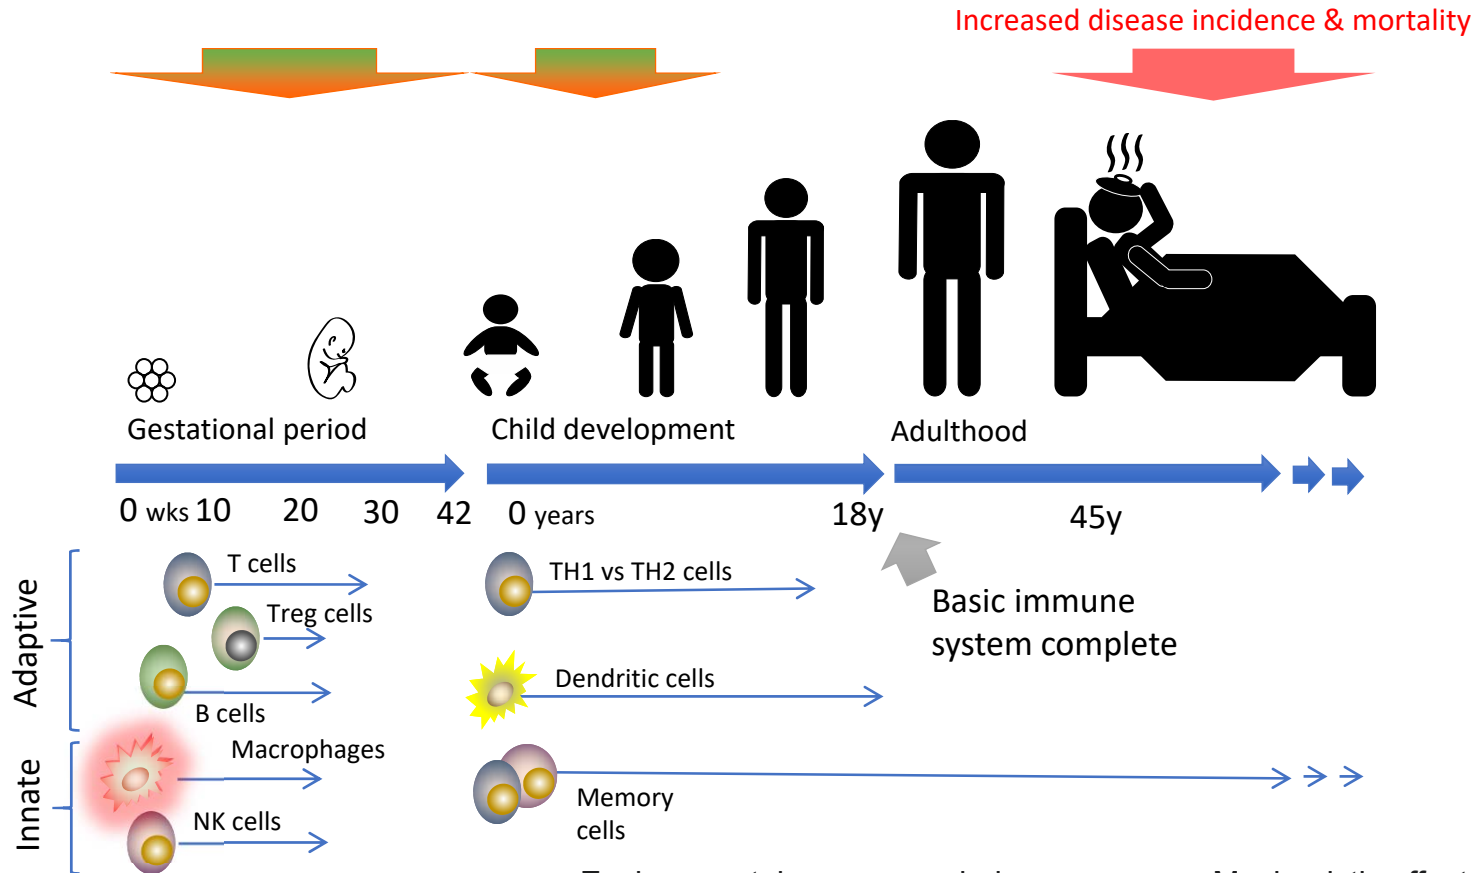 Increased disease incidence & mortality
Gestational period
Child development
Adulthood
0 wks 10 20 30 42
0 years 18y
45y
Adaptive
T cells
Treg cells
B cells
Innate
Macrophages
NK cells
TH1 vs TH2 cells
Dendritic cells
Memory
cells
Basic immune
system complete